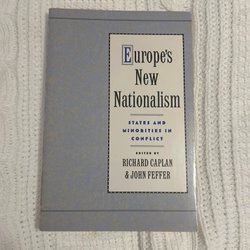 Europe's
New
Nationalism
STATES AND
MINORITIES IN
CONFLICT
EDITED BY
RICHARD CAPLAN
& JOHN FEFFER